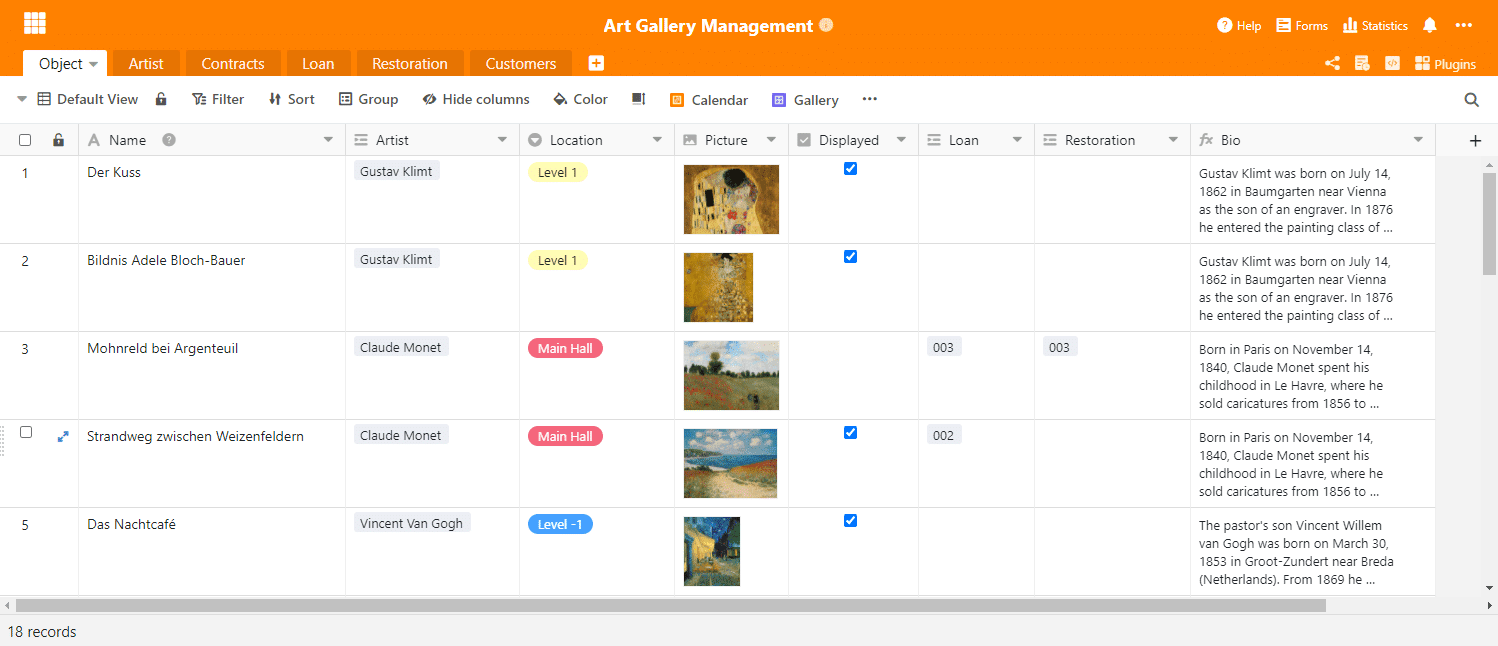 Art Gallery Management
Help Forms Statistics
Object Artist Contracts Loan Restoration Customers
Plugins
Default View Filter Sort Group Hide columns Color Calendar Gallery
Name Artist Location Picture Displayed Loan Restoration Bio
1 Der Kuss Gustav Klimt Level 1
Gustav Klimt was born on July 14,
1862 in Baumgarten near Vienna
as the son of an engraver. In 1876
he entered the painting class of ...
2 Bildnis Adele Bloch-Bauer Gustav Klimt Level 1
Gustav Klimt was born on July 14,
1862 in Baumgarten near Vienna
as the son of an engraver. In 1876
he entered the painting class of ...
3 Mohnreld bei Argenteuil Claude Monet Main Hall 003 003
Born in Paris on November 14,
1840, Claude Monet spent his
childhood in Le Havre, where he
sold caricatures from 1856 to ...
Strandweg zwischen Weizenfeldern Claude Monet Main Hall 002
Born in Paris on November 14,
1840, Claude Monet spent his
childhood in Le Havre, where he
sold caricatures from 1856 to ...
5 Das Nachtcafé Vincent Van Gogh Level -1
The pastor's son Vincent Willem
van Gogh was born on March 30,
1853 in Groot-Zundert near Breda
(Netherlands). From 1869 he ...
18 records